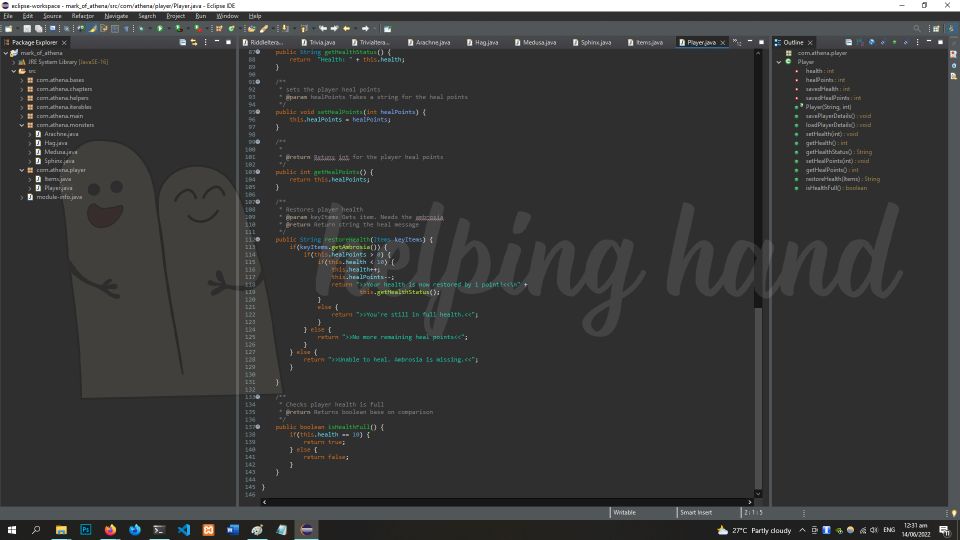 eclipse-workspace - mark_of_athena/src/com/athena/player/Player.java - Eclipse IDE
File Edit Source Refactor Navigate Search Project Run Window Help
Package Explorer
mark_of_athena
JRE System Library [JavaSE-16]
src
com.athena.bases
com.athena.chapters
com.athena.helpers
com.athena.iterables
com.athena.main
com.athena.monsters
Arachne.java
Hag.java
Medusa.java
Sphinx.java
com.athena.player
Items.java
Player.java
module-info.java
RiddleItera... Trivia.java TriviaIterar... Arachne.java Hag.java Medusa.java Sphinx.java Items.java Player.java
87 public String getHealthStatus() {
88 return "Health: " + this.health;
89 }
90
91 /**
92 * sets the player heal points
93 * @param healPoints Takes a string for the heal points
94 */
95 public void setHealPoints(int healPoints) {
96 this.healPoints = healPoints;
97 }
98
99 /**
100 *
101 * @return Retuns int for the player heal points
102 */
103 public int getHealPoints() {
104 return this.healPoints;
105 }
106
107 /**
108 * Restores player health
109 * @param keyItems Gets item. Needs the ambrosia
110 * @return Return string the heal message
111 */
112 public String restoreHealth(Items keyItems) {
113 if(keyItems.getAmbrosia()) {
114 if(this.healPoints > 0) {
115 if(this.health < 10) {
116 this.health++;
117 this.healPoints--;
118 return ">>Your health is now restored by 1 point!<<\n" +
119 this.getHealthStatus();
120 }
121 else {
122 return ">>You're still in full health.<<";
123 }
124 } else {
125 return ">>No more remaining heal points<<";
126 }
127 } else {
128 return ">>Unable to heal. Ambrosia is missing.<<";
129 }
130
131 }
132
133 /**
134 * Checks player health is full
135 * @return Returns boolean base on comparison
136 */
137 public boolean isHealthFull() {
138 if(this.health == 10) {
139 return true;
140 } else {
141 return false;
142 }
143 }
144
145 }
146
helping hand
Outline
com.athena.player
Player
health : int
healPoints : int
savedHealth : int
savedHealPoints : int
Player(String, int)
savePlayerDetails() : void
loadPlayerDetails() : void
setHealth(int) : void
getHealth() : int
getHealthStatus() : String
setHealPoints(int) : void
getHealPoints() : int
restoreHealth(Items) : String
isHealthFull() : boolean
Writable Smart Insert 2 : 1 : 5
27°C Partly cloudy ENG 12:31 am
14/06/2022